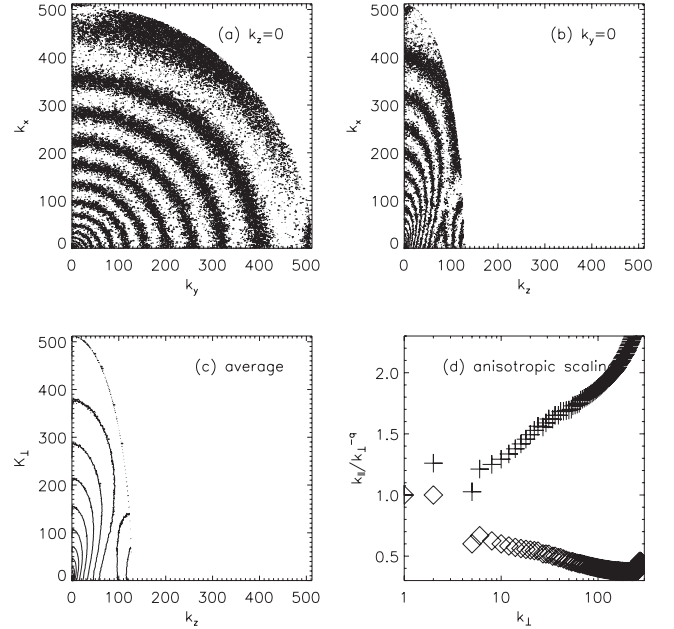 (a) k_z=0
(b) k_y=0
500
400
300
200
100
0
k_x
0 100 200 300 400 500
k_y
500
400
300
200
100
0
k_x
0 100 200 300 400 500
k_z
(c) average
500
400
300
200
100
0
K_⊥
0 100 200 300 400 500
k_z
(d) anisotropic scaling
2.0
1.5
1.0
0.5
k_∥/k_⊥^-q
1 10 100
k_⊥